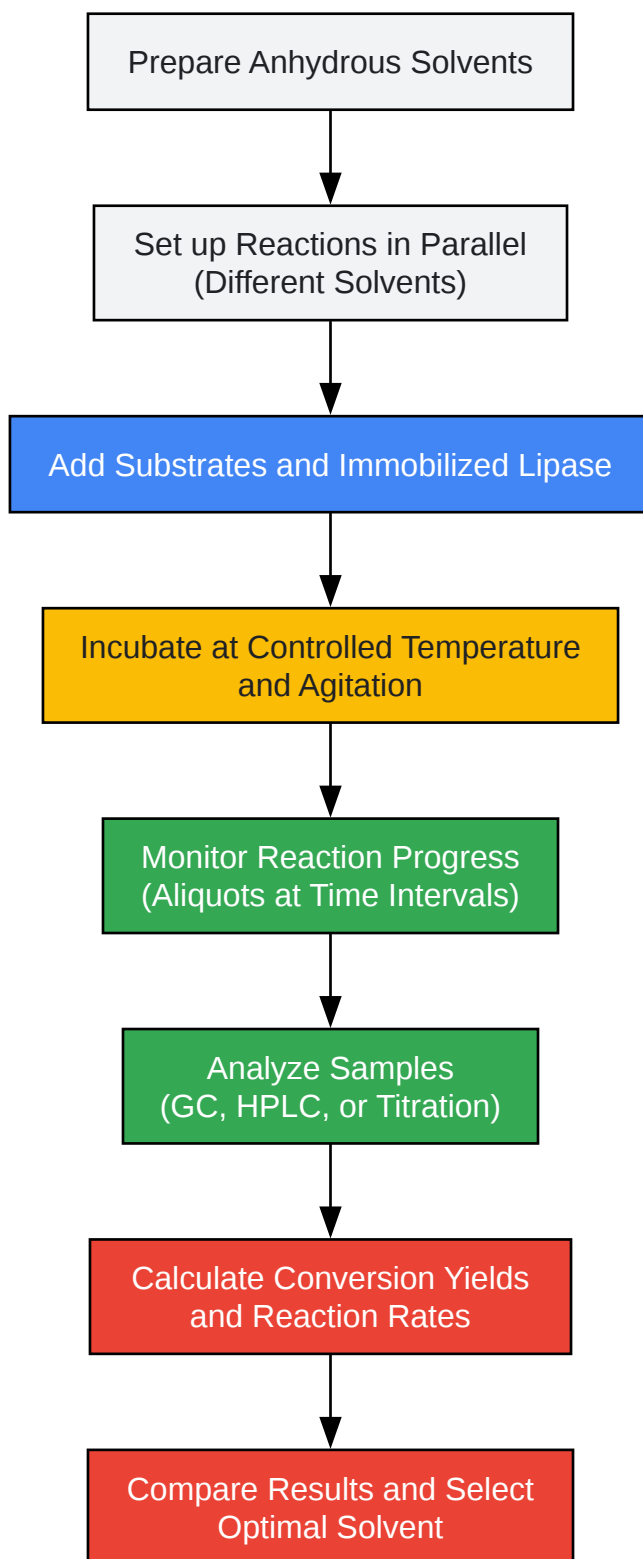 Prepare Anhydrous Solvents
Set up Reactions in Parallel
(Different Solvents)
Add Substrates and Immobilized Lipase
Incubate at Controlled Temperature
and Agitation
Monitor Reaction Progress
(Aliquots at Time Intervals)
Analyze Samples
(GC, HPLC, or Titration)
Calculate Conversion Yields
and Reaction Rates
Compare Results and Select
Optimal Solvent